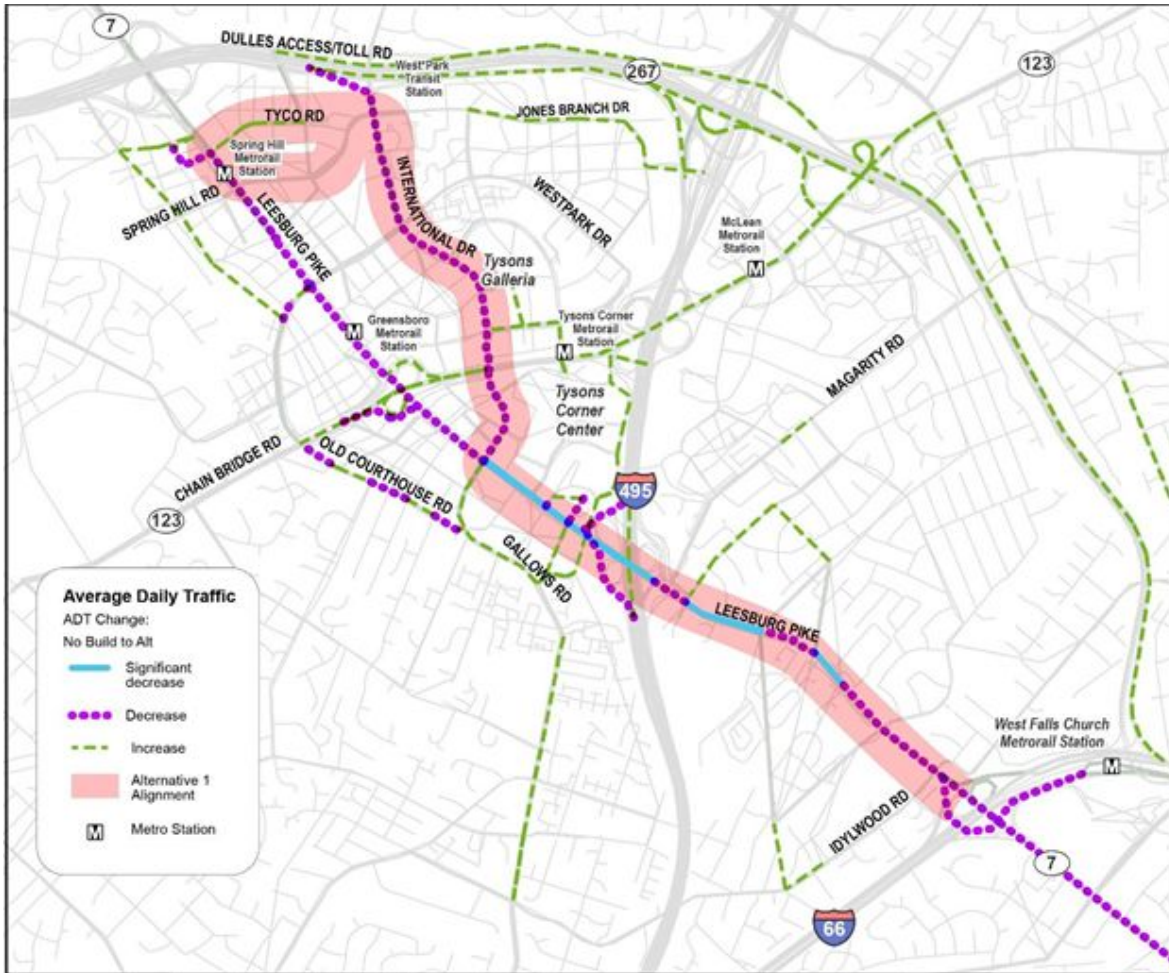 7
DULLES ACCESS/TOLL RD
West*Park
Transit
Station
267
123
TYCO RD
JONES BRANCH DR
Spring Hill
Metrorail
Station
M
SPRING HILL RD
LEESBURG PIKE
INTERNATIONAL DR
WESTPARK DR
McLean
Metrorail
Station
M
Tysons
Galleria
Greensboro
Metrorail
Station
M
Tysons Corner
Metrorail
Station
M
MAGARITY RD
Tysons
Corner
Center
CHAIN BRIDGE RD
OLD COURTHOUSE RD
123
495
GALLOWS RD
LEESBURG PIKE
Average Daily Traffic
ADT Change:
No Build to Alt
Significant
decrease
Decrease
Increase
Alternative 1
Alignment
M
Metro Station
West Falls Church
Metrorail Station
M
IDYLWOOD RD
7
66